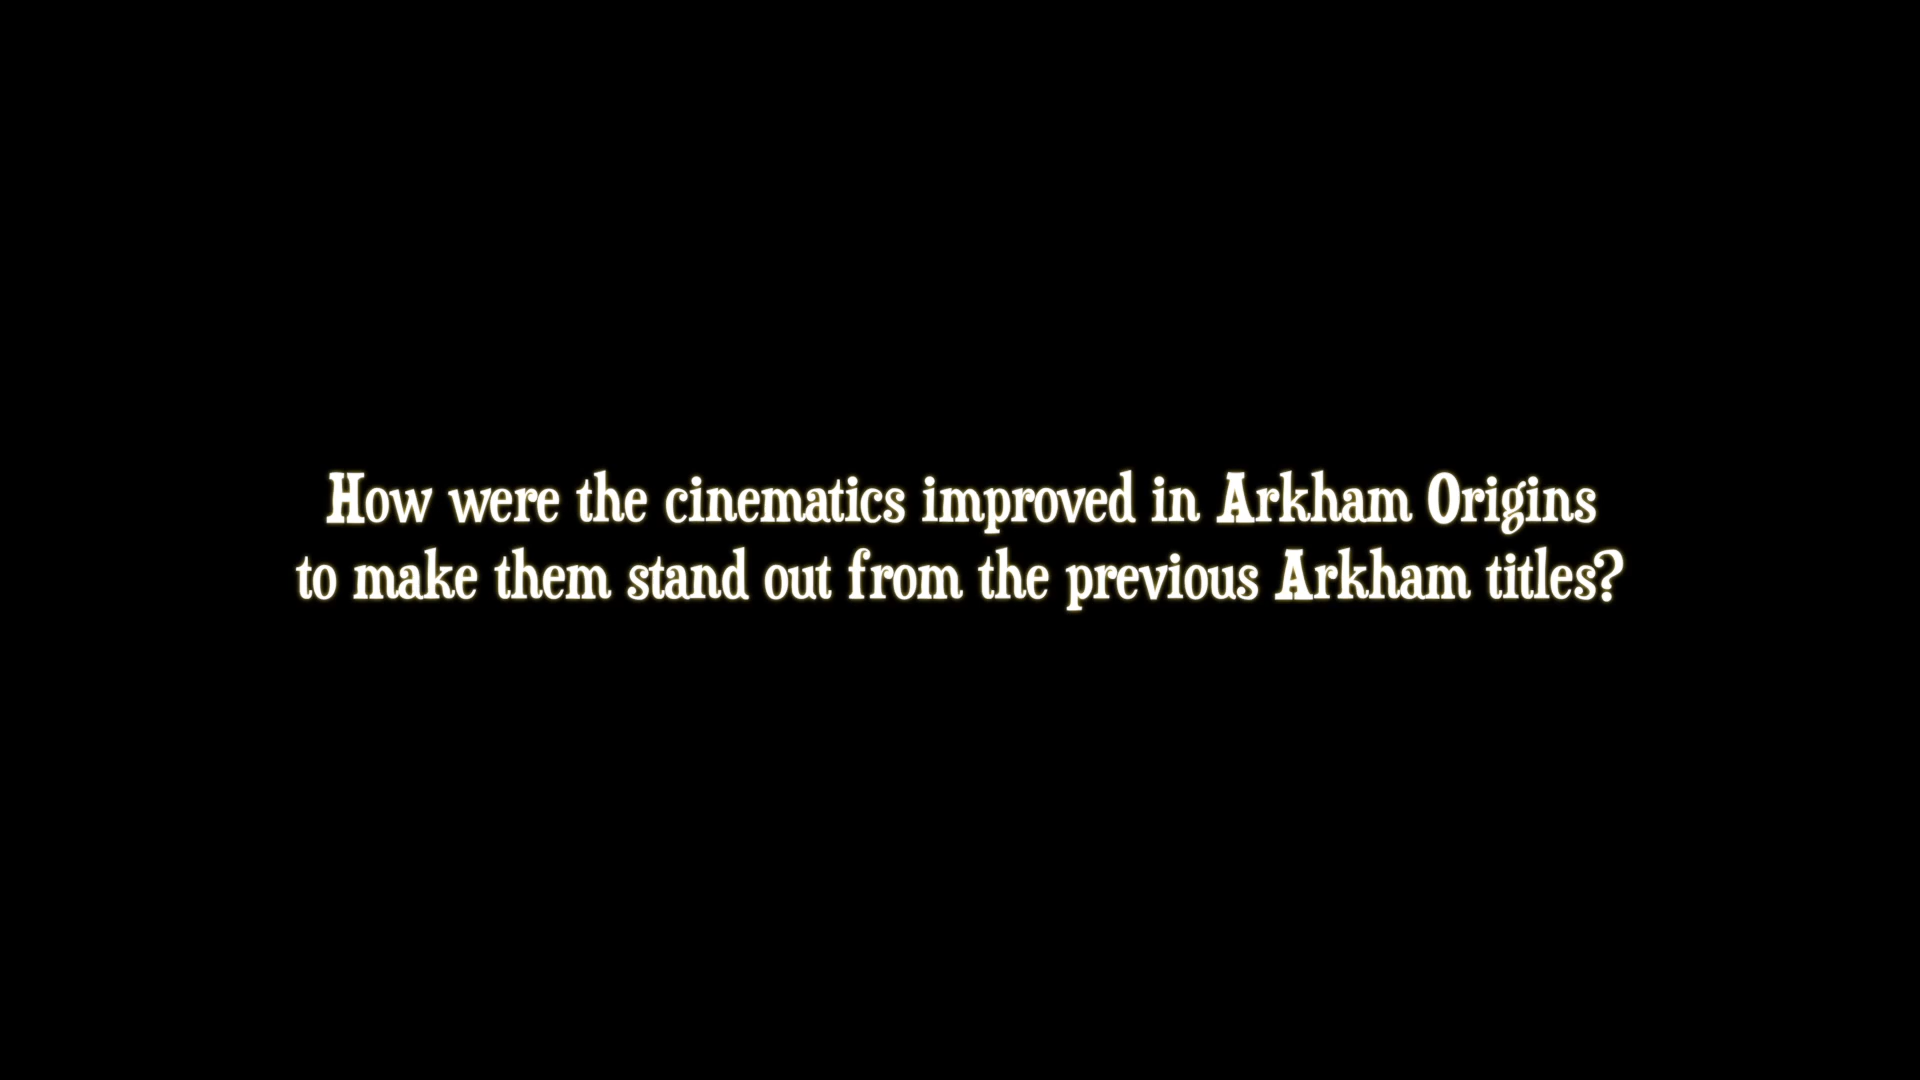 How were the cinematics improved in Arkham Origins
to make them stand out from the previous Arkham titles?